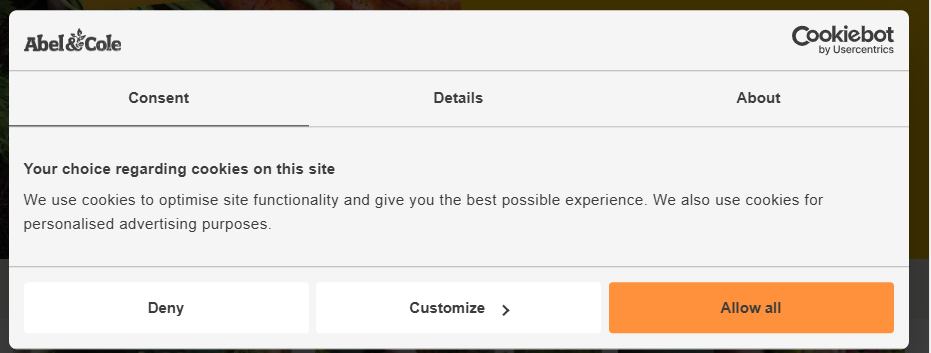 Abel&Cole
Cookiebot
by Usercentrics
Consent
Details
About
Your choice regarding cookies on this site
We use cookies to optimise site functionality and give you the best possible experience. We also use cookies for
personalised advertising purposes.
Deny
Customize
Allow all